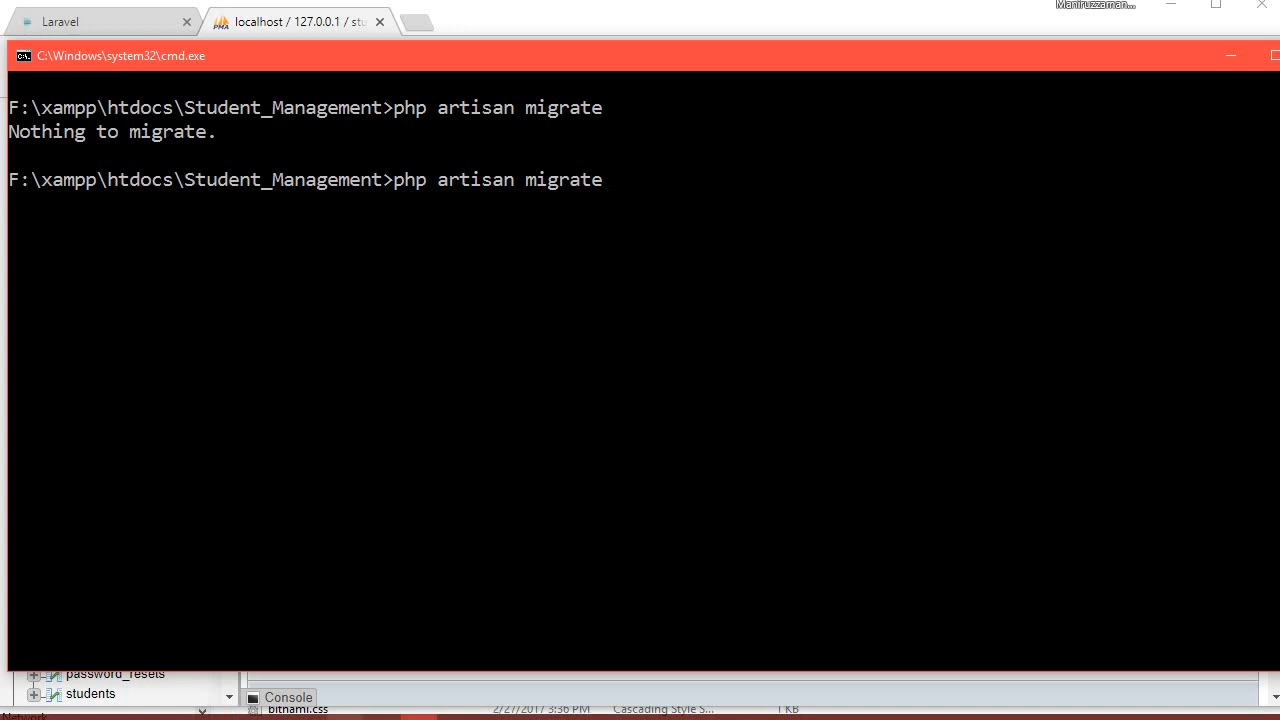 Maniruzzaman...
Laravel
localhost / 127.0.0.1 / stu
C:\Windows\system32\cmd.exe
F:\xampp\htdocs\Student_Management>php artisan migrate
Nothing to migrate.
F:\xampp\htdocs\Student_Management>php artisan migrate
password_resets
students
Console
bitnami.css 2/27/2017 3:36 PM Cascading Style S... 1 KB
Network